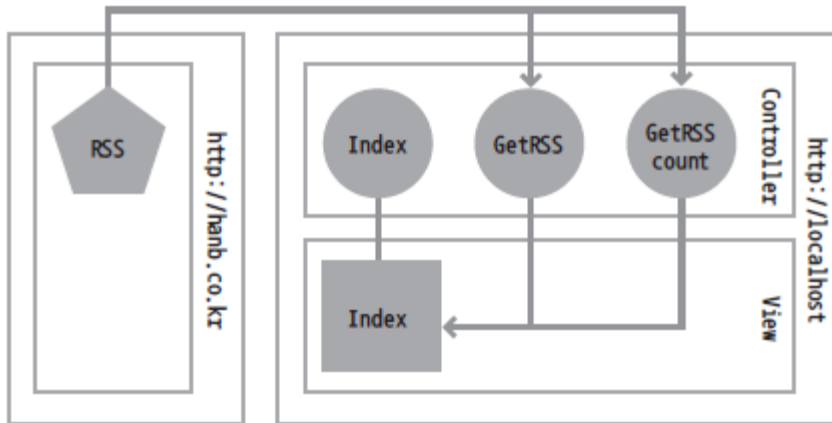 RSS
http://hanb.co.kr
Index
GetRSS
GetRSS
count
Controller
Index
View
http://localhost